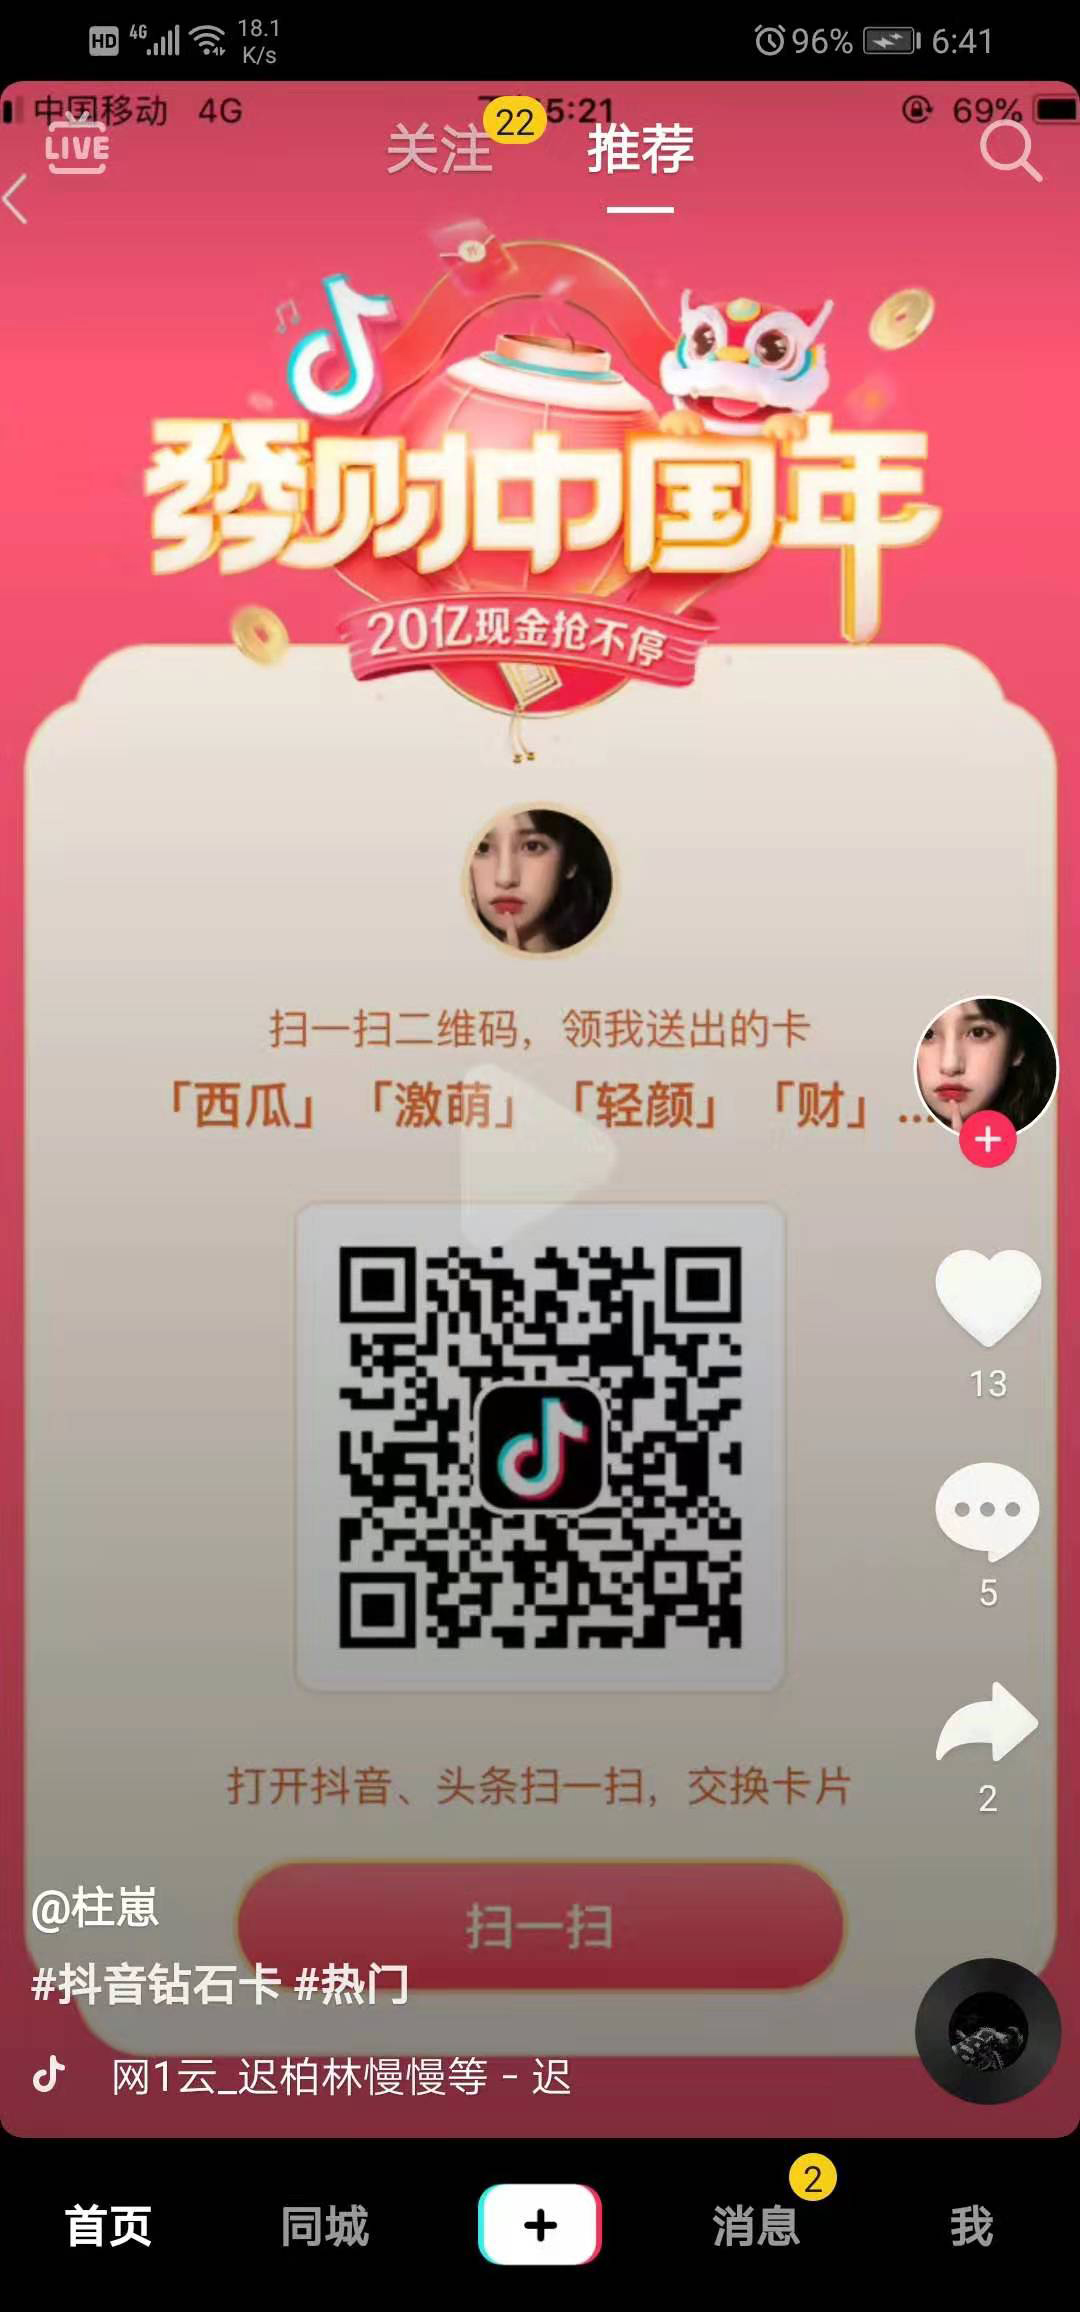 HD 4G 18.1 K/s 96% 6:41
中国移动 4G 5:21 69%
LIVE 关注 22 推荐
發财中国年
20亿现金抢不停
扫一扫二维码，领我送出的卡
「西瓜」「激萌」「轻颜」「财」...
13
5
打开抖音、头条扫一扫，交换卡片
2
扫一扫
@柱崽
#抖音钻石卡 #热门
网1云_迟柏林慢慢等 - 迟
首页 同城 消息 2 我